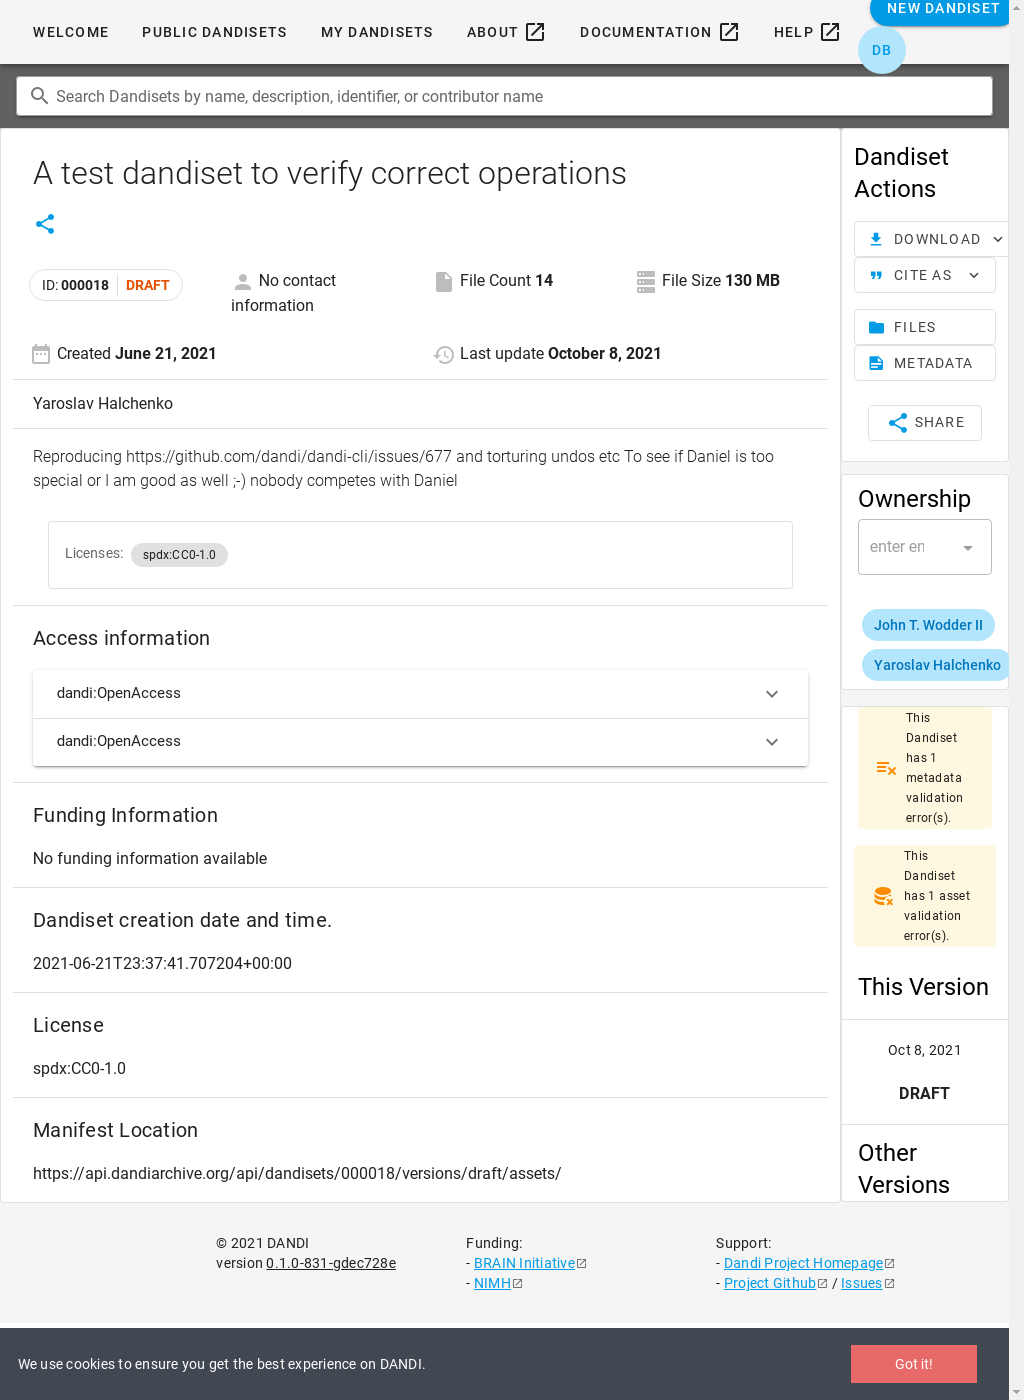 WELCOME PUBLIC DANDISETS MY DANDISETS ABOUT DOCUMENTATION HELP NEW DANDISET
DB
Search Dandisets by name, description, identifier, or contributor name
A test dandiset to verify correct operations
ID: 000018 DRAFT
No contact information
File Count 14
File Size 130 MB
Created June 21, 2021
Last update October 8, 2021
Yaroslav Halchenko
Reproducing https://github.com/dandi/dandi-cli/issues/677 and torturing undos etc To see if Daniel is too
special or I am good as well ;-) nobody competes with Daniel
Licenses: spdx:CC0-1.0
Access information
dandi:OpenAccess
dandi:OpenAccess
Funding Information
No funding information available
Dandiset creation date and time.
2021-06-21T23:37:41.707204+00:00
License
spdx:CC0-1.0
Manifest Location
https://api.dandiarchive.org/api/dandisets/000018/versions/draft/assets/
Dandiset
Actions
DOWNLOAD
CITE AS
FILES
METADATA
SHARE
Ownership
enter en
John T. Wodder II
Yaroslav Halchenko
This
Dandiset
has 1
metadata
validation
error(s).
This
Dandiset
has 1 asset
validation
error(s).
This Version
Oct 8, 2021
DRAFT
Other
Versions
© 2021 DANDI
version 0.1.0-831-gdec728e
Funding:
- BRAIN Initiative
- NIMH
Support:
- Dandi Project Homepage
- Project Github / Issues
We use cookies to ensure you get the best experience on DANDI.
Got it!